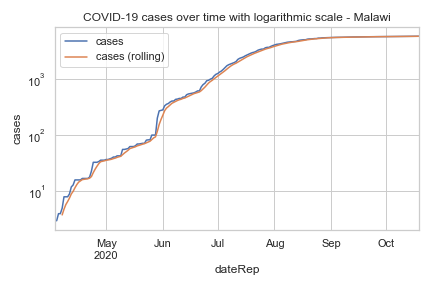 COVID-19 cases over time with logarithmic scale - Malawi
cases
cases (rolling)
10³
10²
10¹
cases
May
2020
Jun
Jul
Aug
Sep
Oct
dateRep